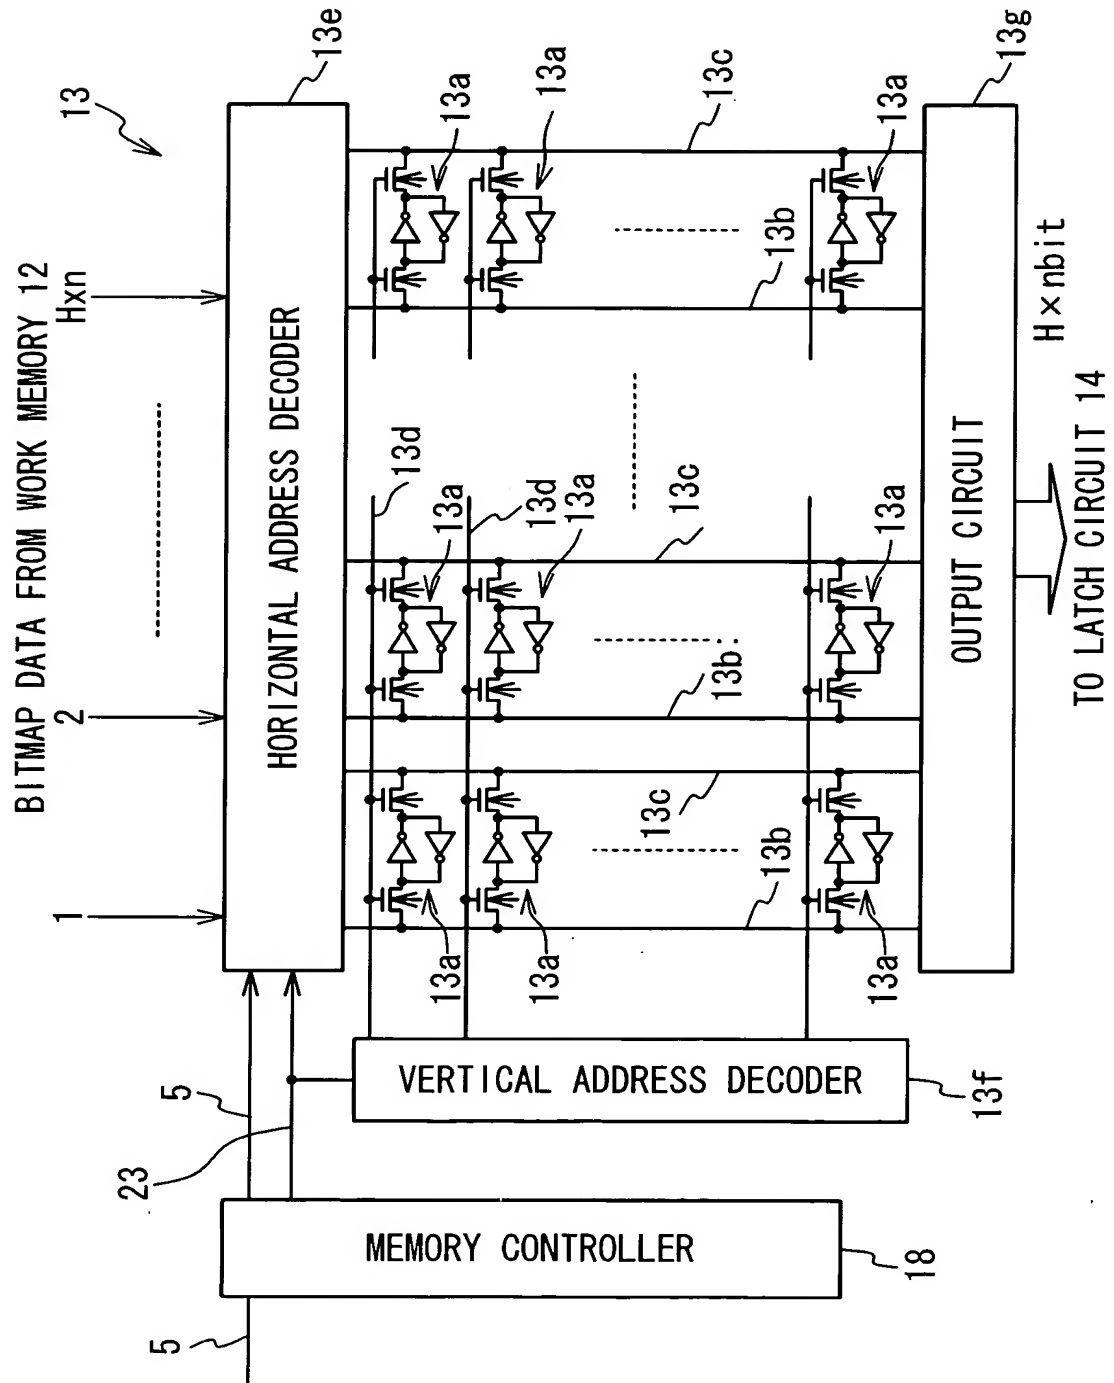 13
BITMAP DATA FROM WORK MEMORY 12
1
2
H×n
13e
HORIZONTAL ADDRESS DECODER
5
5
23
MEMORY CONTROLLER
18
VERTICAL ADDRESS DECODER
13f
13d
13a
13a
13a
13d
13a
13a
13a
13b
13c
13b
13c
13b
13c
13a
13a
13a
OUTPUT CIRCUIT
13g
H×nbit
TO LATCH CIRCUIT 14